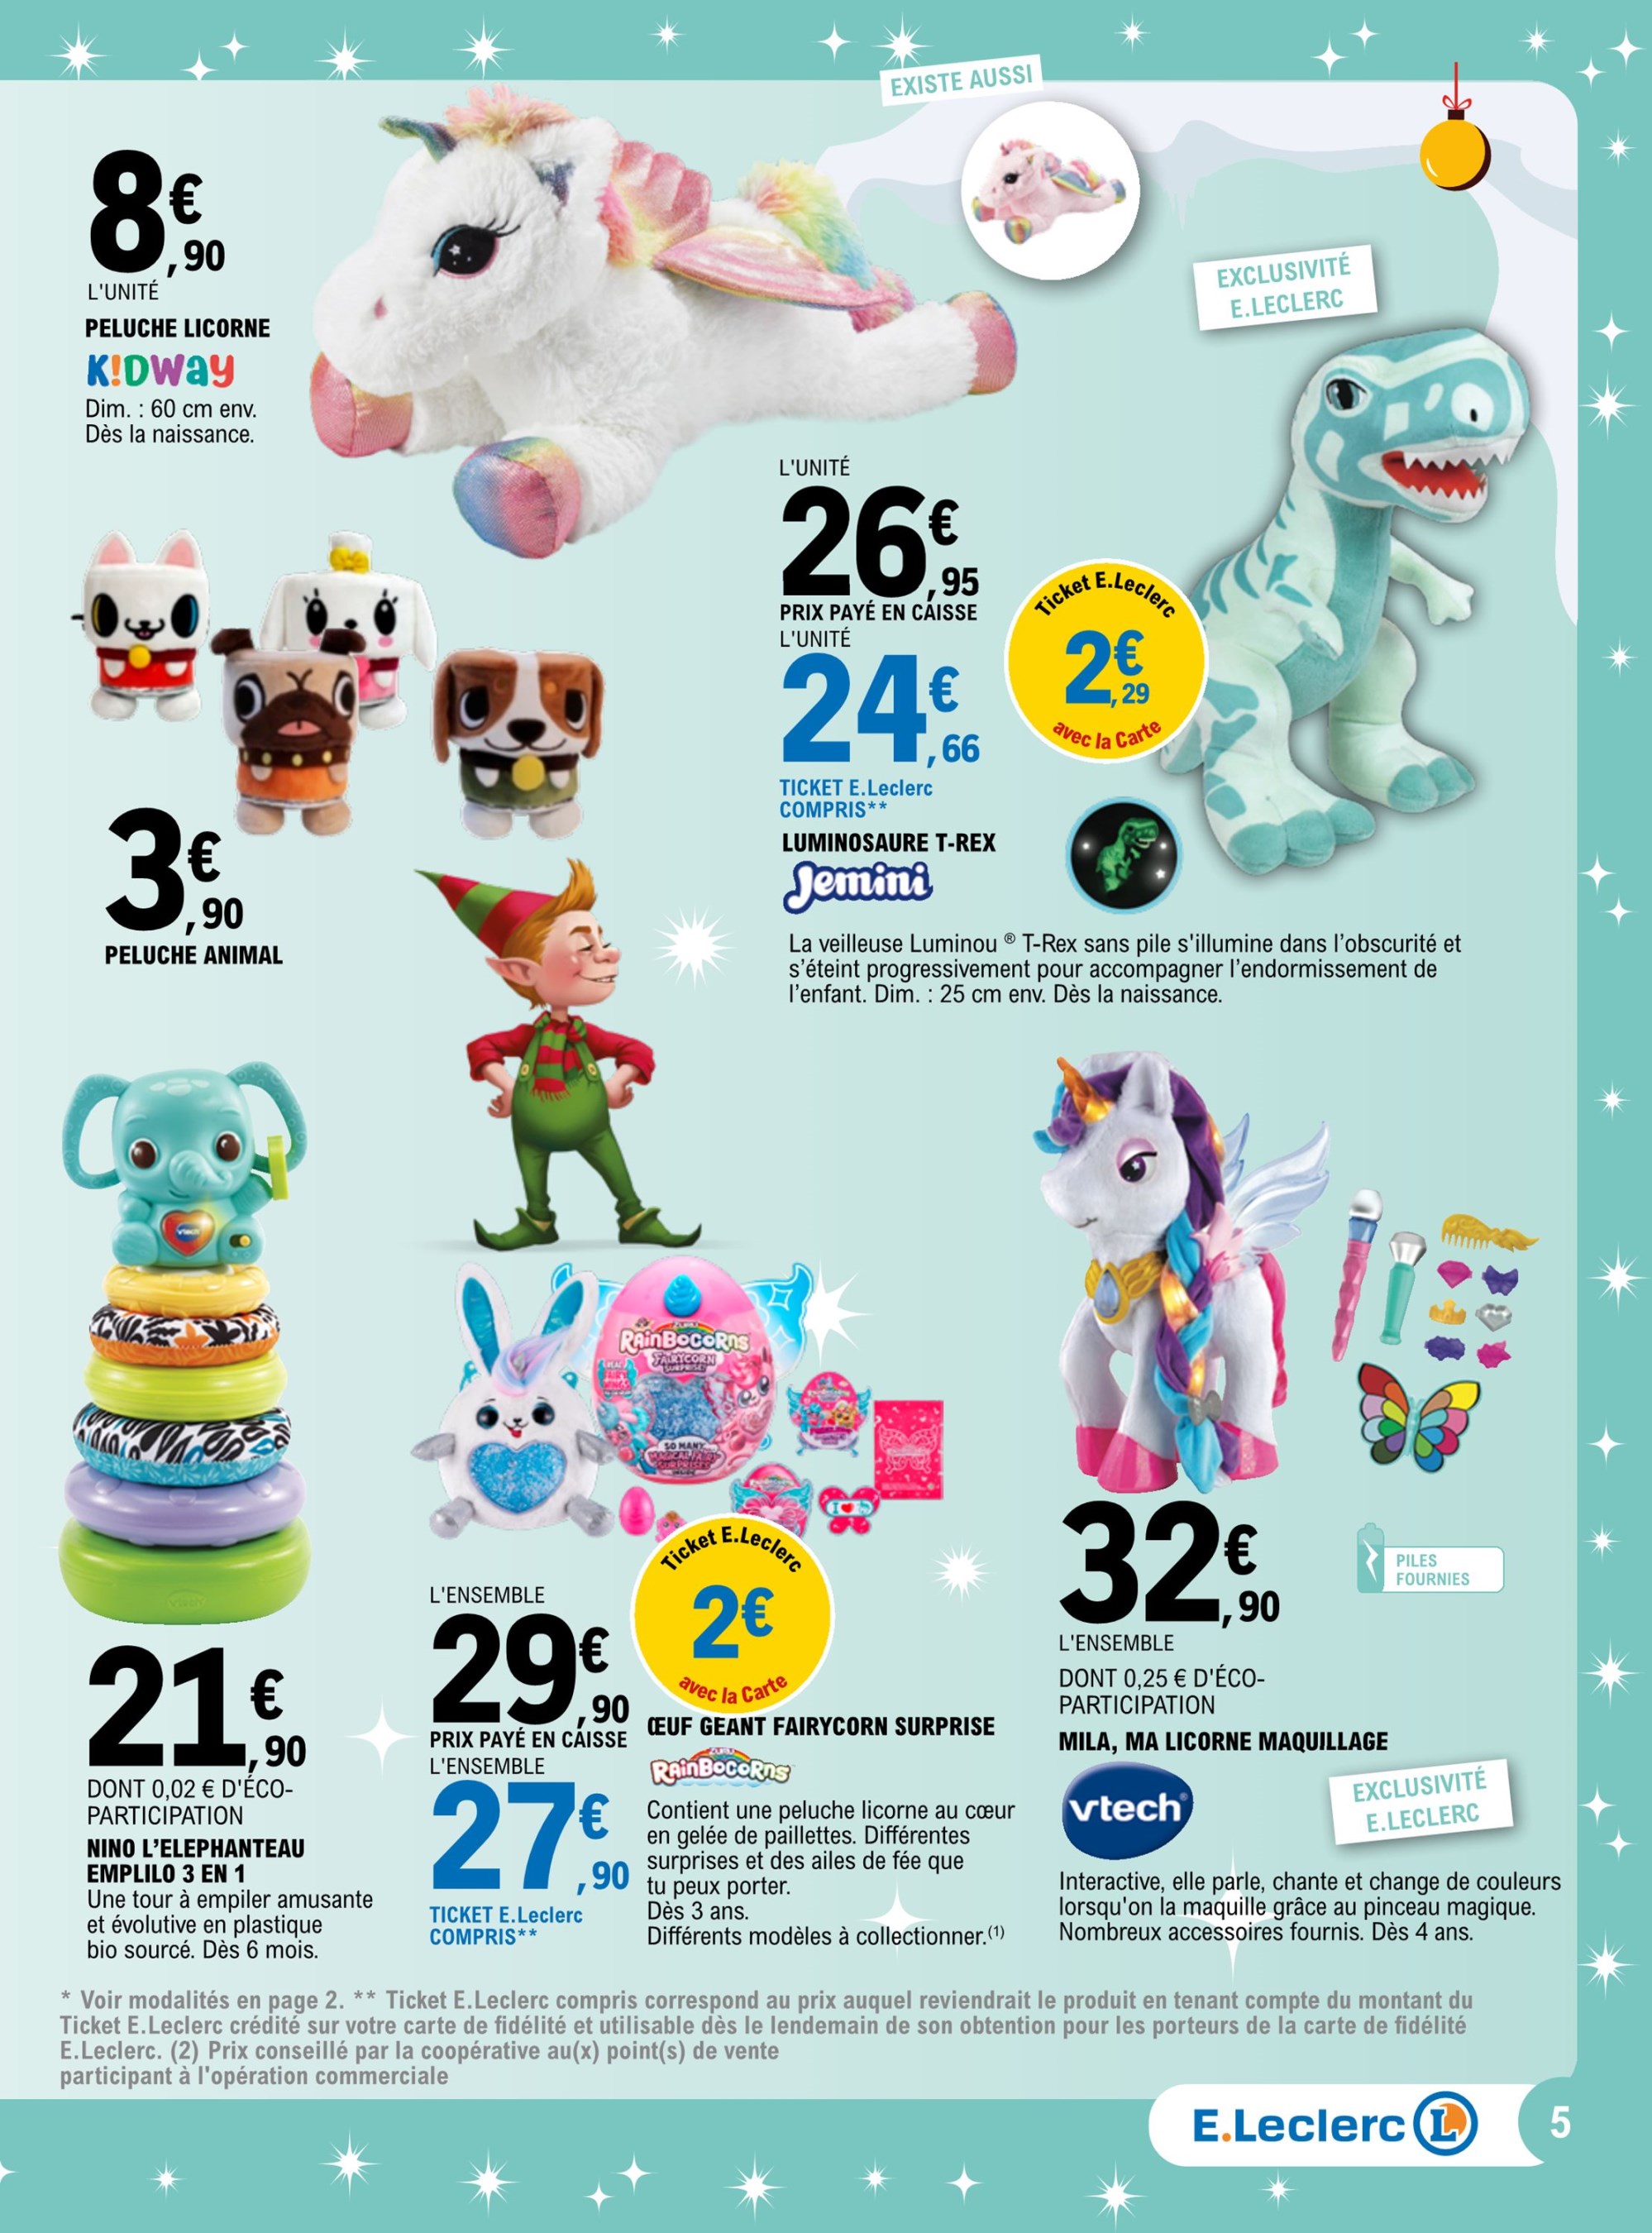 EXISTE AUSSI
8€,90
L'UNITÉ
PELUCHE LICORNE
K!DWAY
Dim. : 60 cm env.
Dès la naissance.
EXCLUSIVITÉ
E.LECLERC
L'UNITÉ
26€,95
PRIX PAYÉ EN CAISSE
L'UNITÉ
24€,66
TICKET E.Leclerc
COMPRIS**
Ticket E.Leclerc
2€,29
avec la Carte
LUMINOSAURE T-REX
Jemini
La veilleuse Luminou ® T-Rex sans pile s'illumine dans l'obscurité et
s'éteint progressivement pour accompagner l'endormissement de
l'enfant. Dim. : 25 cm env. Dès la naissance.
3€,90
PELUCHE ANIMAL
vtech
vtech
21€,90
DONT 0,02 € D'ÉCO-
PARTICIPATION
NINO L'ELEPHANTEAU
EMPLILO 3 EN 1
Une tour à empiler amusante
et évolutive en plastique
bio sourcé. Dès 6 mois.
ZURU
RAINBOCORNS
FAIRYCORN
SURPRISE!
SO MANY
MAGICAL FAIRY
SURPRISES
INSIDE
L'ENSEMBLE
29€,90
PRIX PAYÉ EN CAISSE
L'ENSEMBLE
27€,90
TICKET E.Leclerc
COMPRIS**
Ticket E.Leclerc
2€
avec la Carte
ŒUF GEANT FAIRYCORN SURPRISE
ZURU
RAINBOCORNS
Contient une peluche licorne au cœur
en gelée de paillettes. Différentes
surprises et des ailes de fée que
tu peux porter.
Dès 3 ans.
Différents modèles à collectionner.(1)
32€,90
L'ENSEMBLE
DONT 0,25 € D'ÉCO-
PARTICIPATION
PILES
FOURNIES
MILA, MA LICORNE MAQUILLAGE
vtech
EXCLUSIVITÉ
E.LECLERC
Interactive, elle parle, chante et change de couleurs
lorsqu'on la maquille grâce au pinceau magique.
Nombreux accessoires fournis. Dès 4 ans.
* Voir modalités en page 2. ** Ticket E.Leclerc compris correspond au prix auquel reviendrait le produit en tenant compte du montant du
Ticket E.Leclerc crédité sur votre carte de fidélité et utilisable dès le lendemain de son obtention pour les porteurs de la carte de fidélité
E.Leclerc. (2) Prix conseillé par la coopérative au(x) point(s) de vente
participant à l'opération commerciale
E.Leclerc L
5